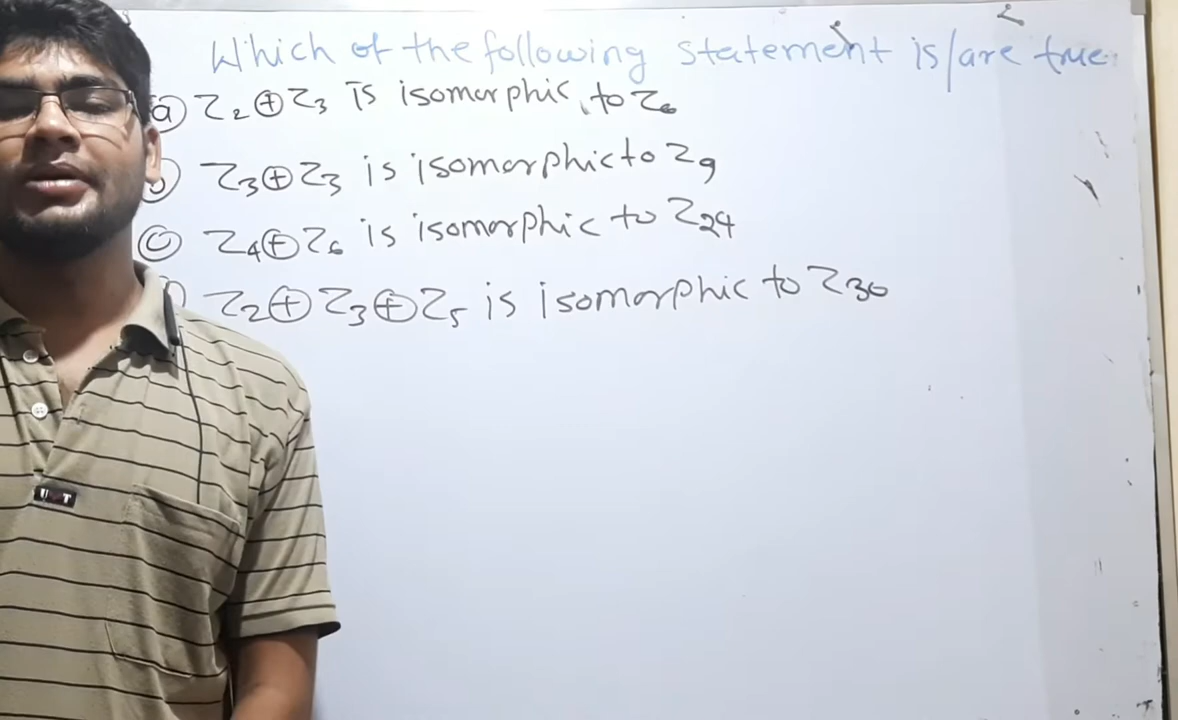 Which of the following statement is/are true.
a) Z₂⊕Z₃ is isomorphic to Z₆
Z₃⊕Z₃ is isomorphic to Z₉
c) Z₄⊕Z₆ is isomorphic to Z₂₄
Z₂⊕Z₃⊕Z₅ is isomorphic to Z₃₀